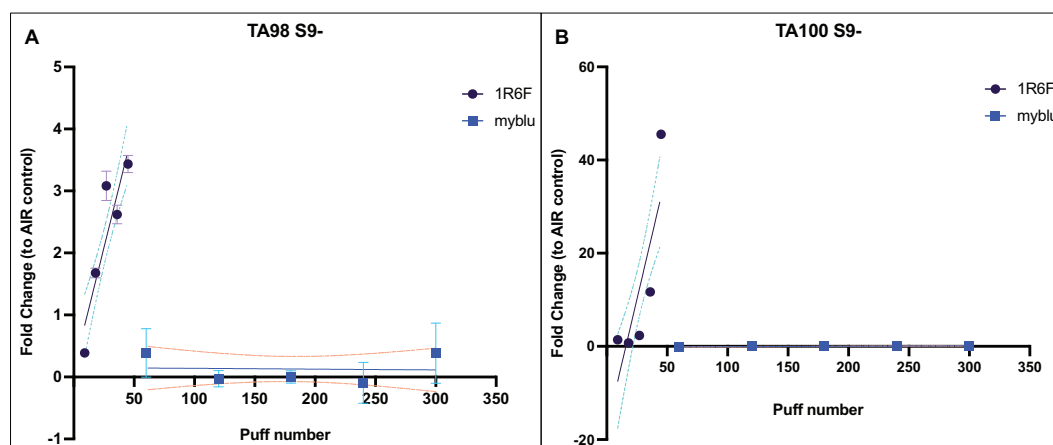 A
TA98 S9-
5
4
3
2
1
0
-1
Fold Change (to AIR control)
50
100
150
200
250
300
350
Puff number
1R6F
myblu
B
TA100 S9-
60
40
20
0
-20
Fold Change (to AIR control)
50
100
150
200
250
300
350
Puff number
1R6F
myblu